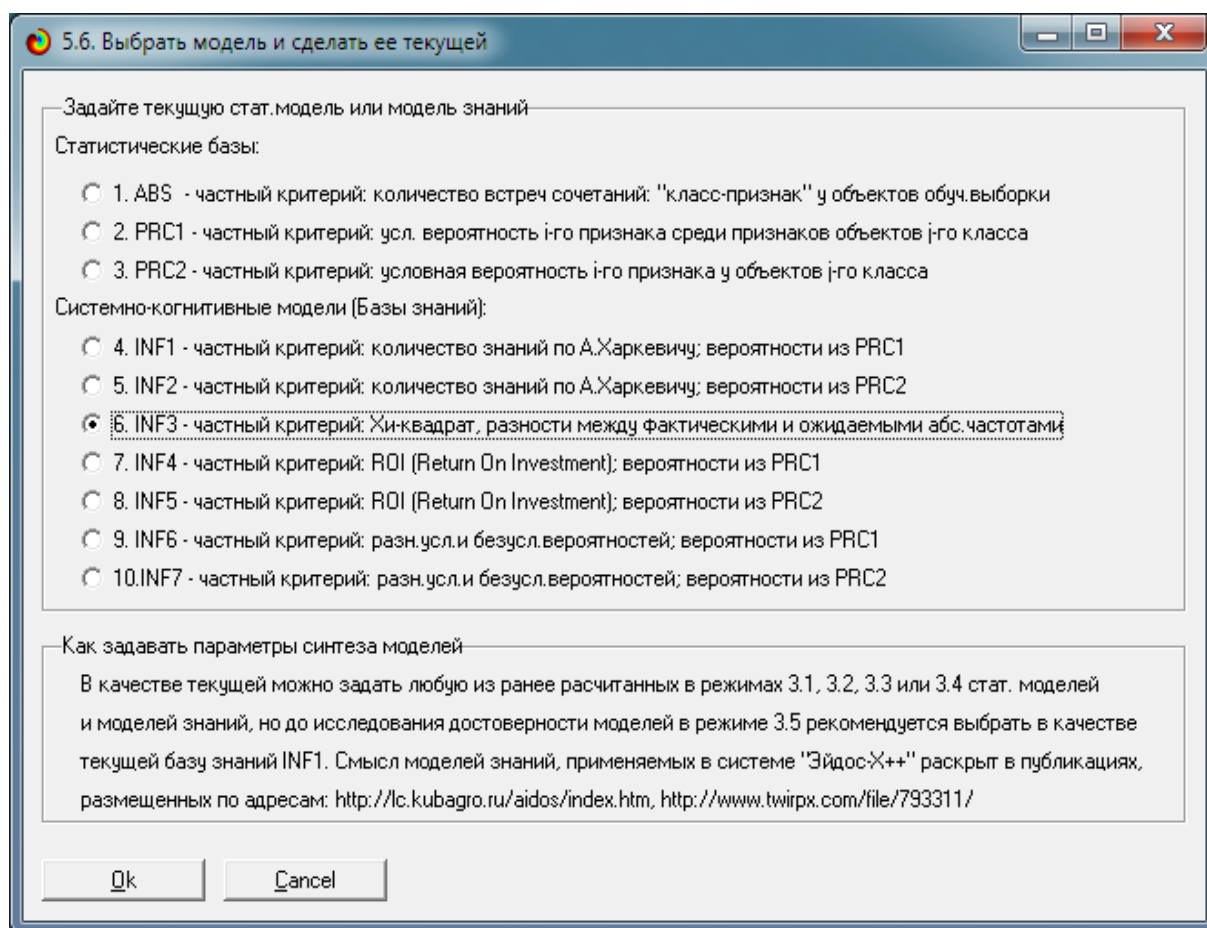 5.6. Выбрать модель и сделать ее текущей
Задайте текущую стат.модель или модель знаний
Статистические базы:
1. ABS - частный критерий: количество встреч сочетаний: "класс-признак" у объектов обуч.выборки
2. PRC1 - частный критерий: усл. вероятность i-го признака среди признаков объектов j-го класса
3. PRC2 - частный критерий: условная вероятность i-го признака у объектов j-го класса
Системно-когнитивные модели (Базы знаний):
4. INF1 - частный критерий: количество знаний по А.Харкевичу; вероятности из PRC1
5. INF2 - частный критерий: количество знаний по А.Харкевичу; вероятности из PRC2
6. INF3 - частный критерий: Хи-квадрат, разности между фактическими и ожидаемыми абс.частотами
7. INF4 - частный критерий: ROI (Return On Investment); вероятности из PRC1
8. INF5 - частный критерий: ROI (Return On Investment); вероятности из PRC2
9. INF6 - частный критерий: разн.усл.и безусл.вероятностей; вероятности из PRC1
10.INF7 - частный критерий: разн.усл.и безусл.вероятностей; вероятности из PRC2
Как задавать параметры синтеза моделей
В качестве текущей можно задать любую из ранее расчитанных в режимах 3.1, 3.2, 3.3 или 3.4 стат. моделей
и моделей знаний, но до исследования достоверности моделей в режиме 3.5 рекомендуется выбрать в качестве
текущей базу знаний INF1. Смысл моделей знаний, применяемых в системе "Эйдос-Х++" раскрыт в публикациях,
размещенных по адресам: http://lc.kubagro.ru/aidos/index.htm, http://www.twirpx.com/file/793311/
Ok
Cancel